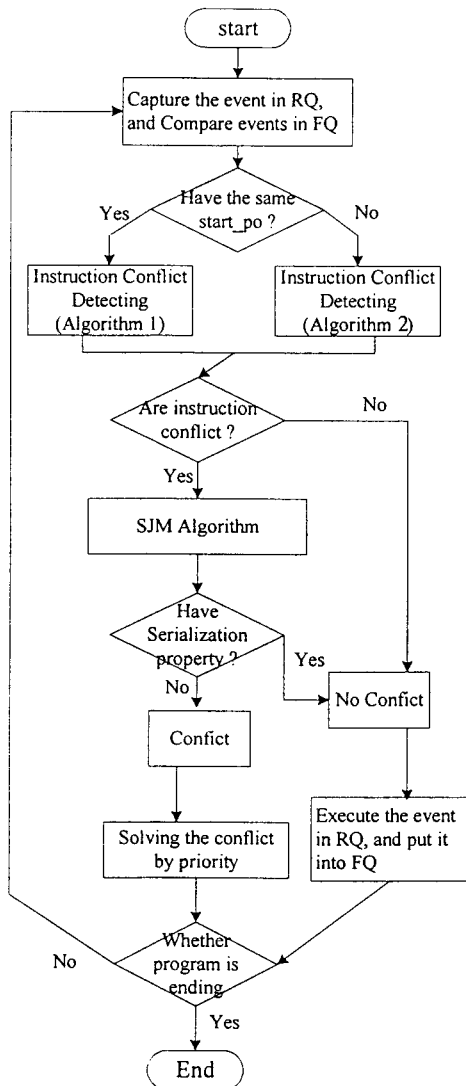 start
Capture the event in RQ,
and Compare events in FQ
Have the same
start_po ?
Yes
No
Instruction Conflict
Detecting
(Algorithm 1)
Instruction Conflict
Detecting
(Algorithm 2)
Are instruction
conflict ?
No
Yes
SJM Algorithm
Have
Serialization
property ?
Yes
No
No Confict
Confict
Solving the conflict
by priority
Execute the event
in RQ, and put it
into FQ
Whether
program is
ending
No
Yes
End